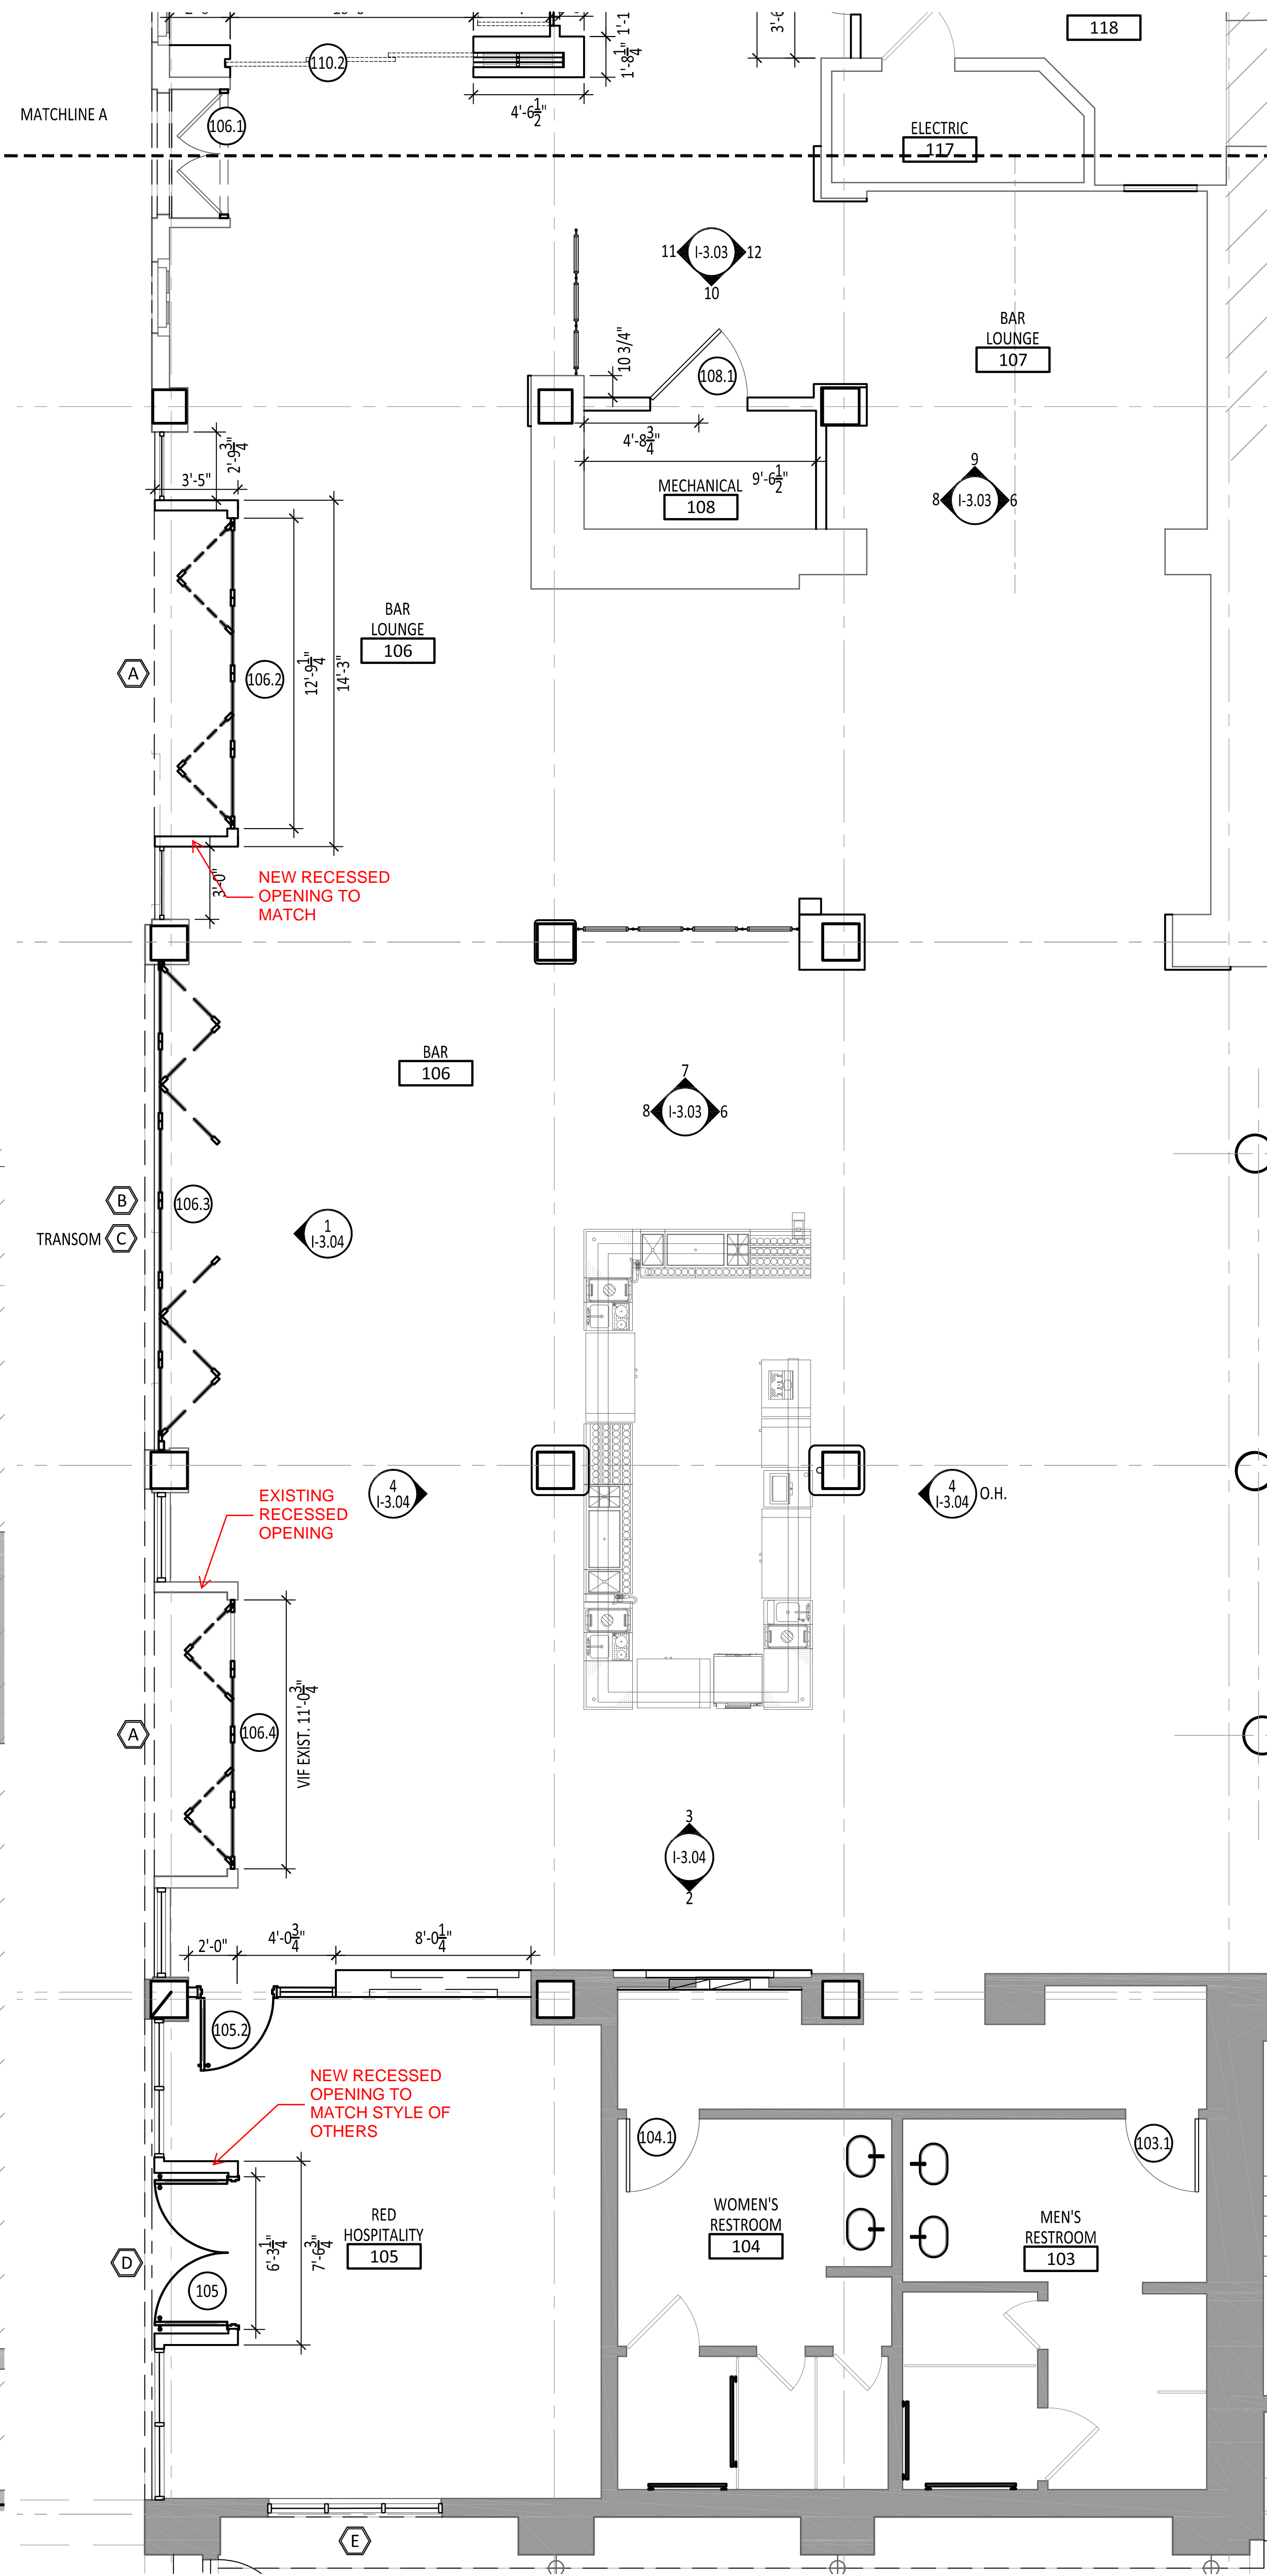 118
110.2
1'-1
1'-8 1/4"
3'-6
4'-6 1/2"
MATCHLINE A
106.1
ELECTRIC
117
11 I-3.03 12
10
BAR
LOUNGE
107
10 3/4"
108.1
2'-9 3/4"
3'-5"
4'-8 3/4"
9'-6 1/2"
MECHANICAL
108
9
8 I-3.03 6
BAR
LOUNGE
106
A
106.2
12'-9 1/4"
14'-3"
3'-0"
NEW RECESSED
OPENING TO
MATCH
BAR
106
7
8 I-3.03 6
B
106.3
TRANSOM C
1
I-3.04
4
I-3.04
4
I-3.04
O.H.
EXISTING
RECESSED
OPENING
A
106.4
VIF EXIST. 11'-0 3/4"
3
I-3.04
2
2'-0"
4'-0 3/4"
8'-0 1/4"
105.2
NEW RECESSED
OPENING TO
MATCH STYLE OF
OTHERS
104.1
103.1
RED
HOSPITALITY
105
WOMEN'S
RESTROOM
104
MEN'S
RESTROOM
103
D
105
6'-3 1/4"
7'-6 3/4"
E